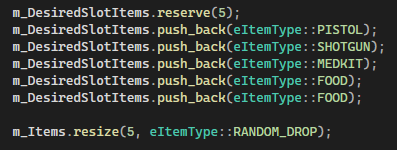 m_DesiredSlotItems.reserve(5);
m_DesiredSlotItems.push_back(eItemType::PISTOL);
m_DesiredSlotItems.push_back(eItemType::SHOTGUN);
m_DesiredSlotItems.push_back(eItemType::MEDKIT);
m_DesiredSlotItems.push_back(eItemType::FOOD);
m_DesiredSlotItems.push_back(eItemType::FOOD);
m_Items.resize(5, eItemType::RANDOM_DROP);